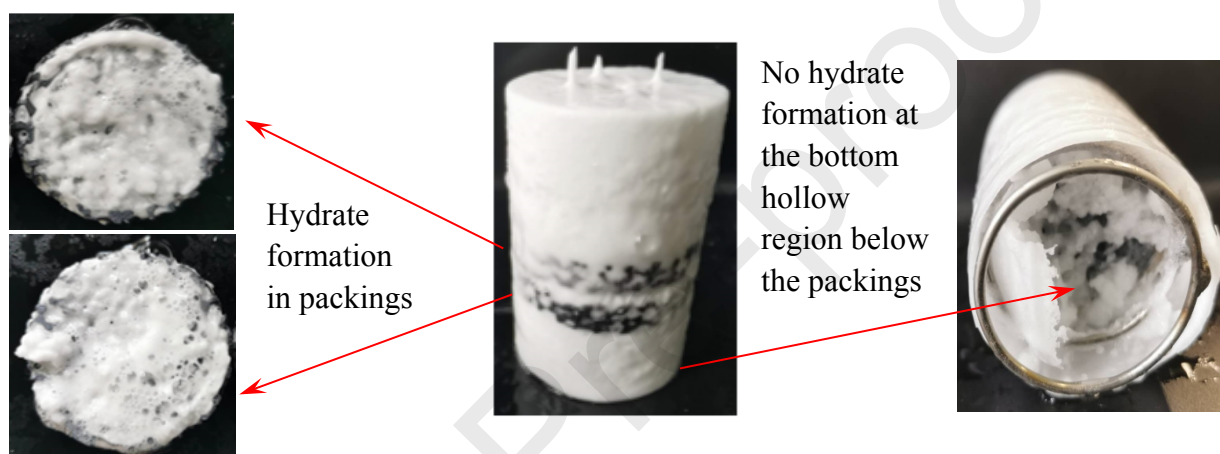 Hydrate
formation
in packings
No hydrate
formation at
the bottom
hollow
region below
the packings